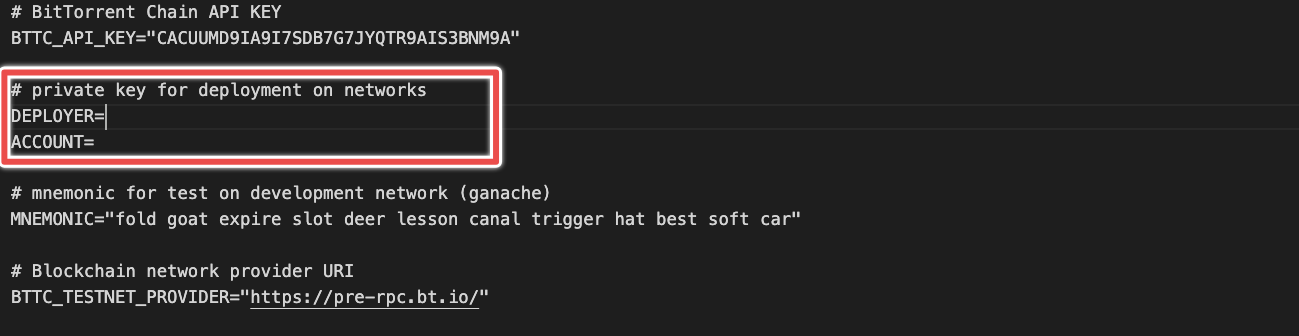 # BitTorrent Chain API KEY
BTTC_API_KEY="CACUUMD9IA9I7SDB7G7JYQTR9AIS3BNM9A"
# private key for deployment on networks
DEPLOYER=
ACCOUNT=
# mnemonic for test on development network (ganache)
MNEMONIC="fold goat expire slot deer lesson canal trigger hat best soft car"
# Blockchain network provider URI
BTTC_TESTNET_PROVIDER="https://pre-rpc.bt.io/"